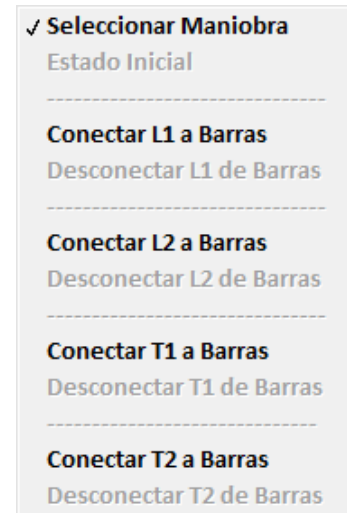 ✓ Seleccionar Maniobra
Estado Inicial
------------------------------
Conectar L1 a Barras
Desconectar L1 de Barras
------------------------------
Conectar L2 a Barras
Desconectar L2 de Barras
------------------------------
Conectar T1 a Barras
Desconectar T1 de Barras
-----------------------------
Conectar T2 a Barras
Desconectar T2 de Barras